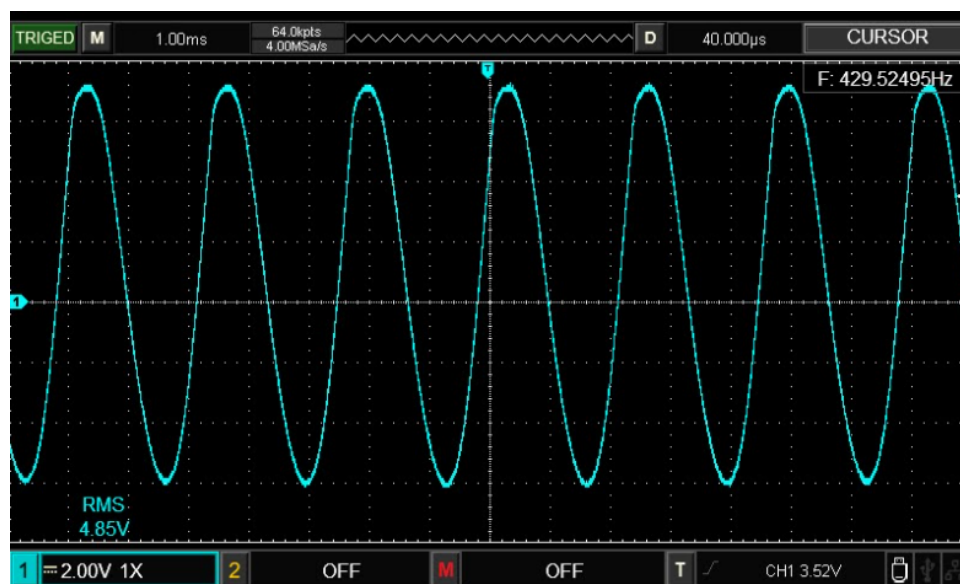 TRIGED M 1.00ms 64.0kpts D 40.000µs CURSOR
4.00MSa/s
T
F: 429.52495Hz
1
RMS
4.85V
1 2.00V 1X 2 OFF M OFF T CH1 3.52V